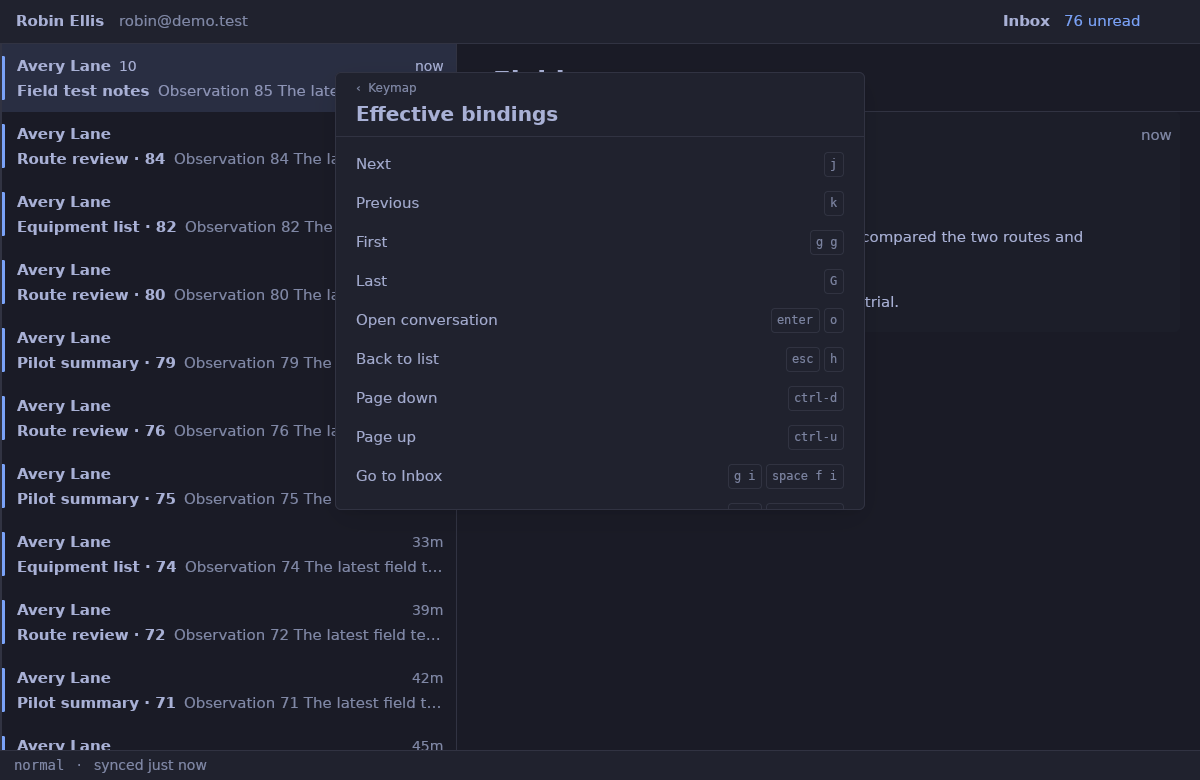 Robin Ellis robin@demo.test
Inbox 76 unread
Avery Lane 10 now
Field test notes Observation 85 The late
Avery Lane
Route review · 84 Observation 84 The la
Avery Lane
Equipment list · 82 Observation 82 The
Avery Lane
Route review · 80 Observation 80 The la
Avery Lane
Pilot summary · 79 Observation 79 The
Avery Lane
Route review · 76 Observation 76 The la
Avery Lane
Pilot summary · 75 Observation 75 The
Avery Lane 33m
Equipment list · 74 Observation 74 The latest field t…
Avery Lane 39m
Route review · 72 Observation 72 The latest field te…
Avery Lane 42m
Pilot summary · 71 Observation 71 The latest field t…
Avery Lane 45m
‹ Keymap
Effective bindings
Next j
Previous k
First g g
Last G
Open conversation enter o
Back to list esc h
Page down ctrl-d
Page up ctrl-u
Go to Inbox g i space f i
now
compared the two routes and
trial.
normal · synced just now